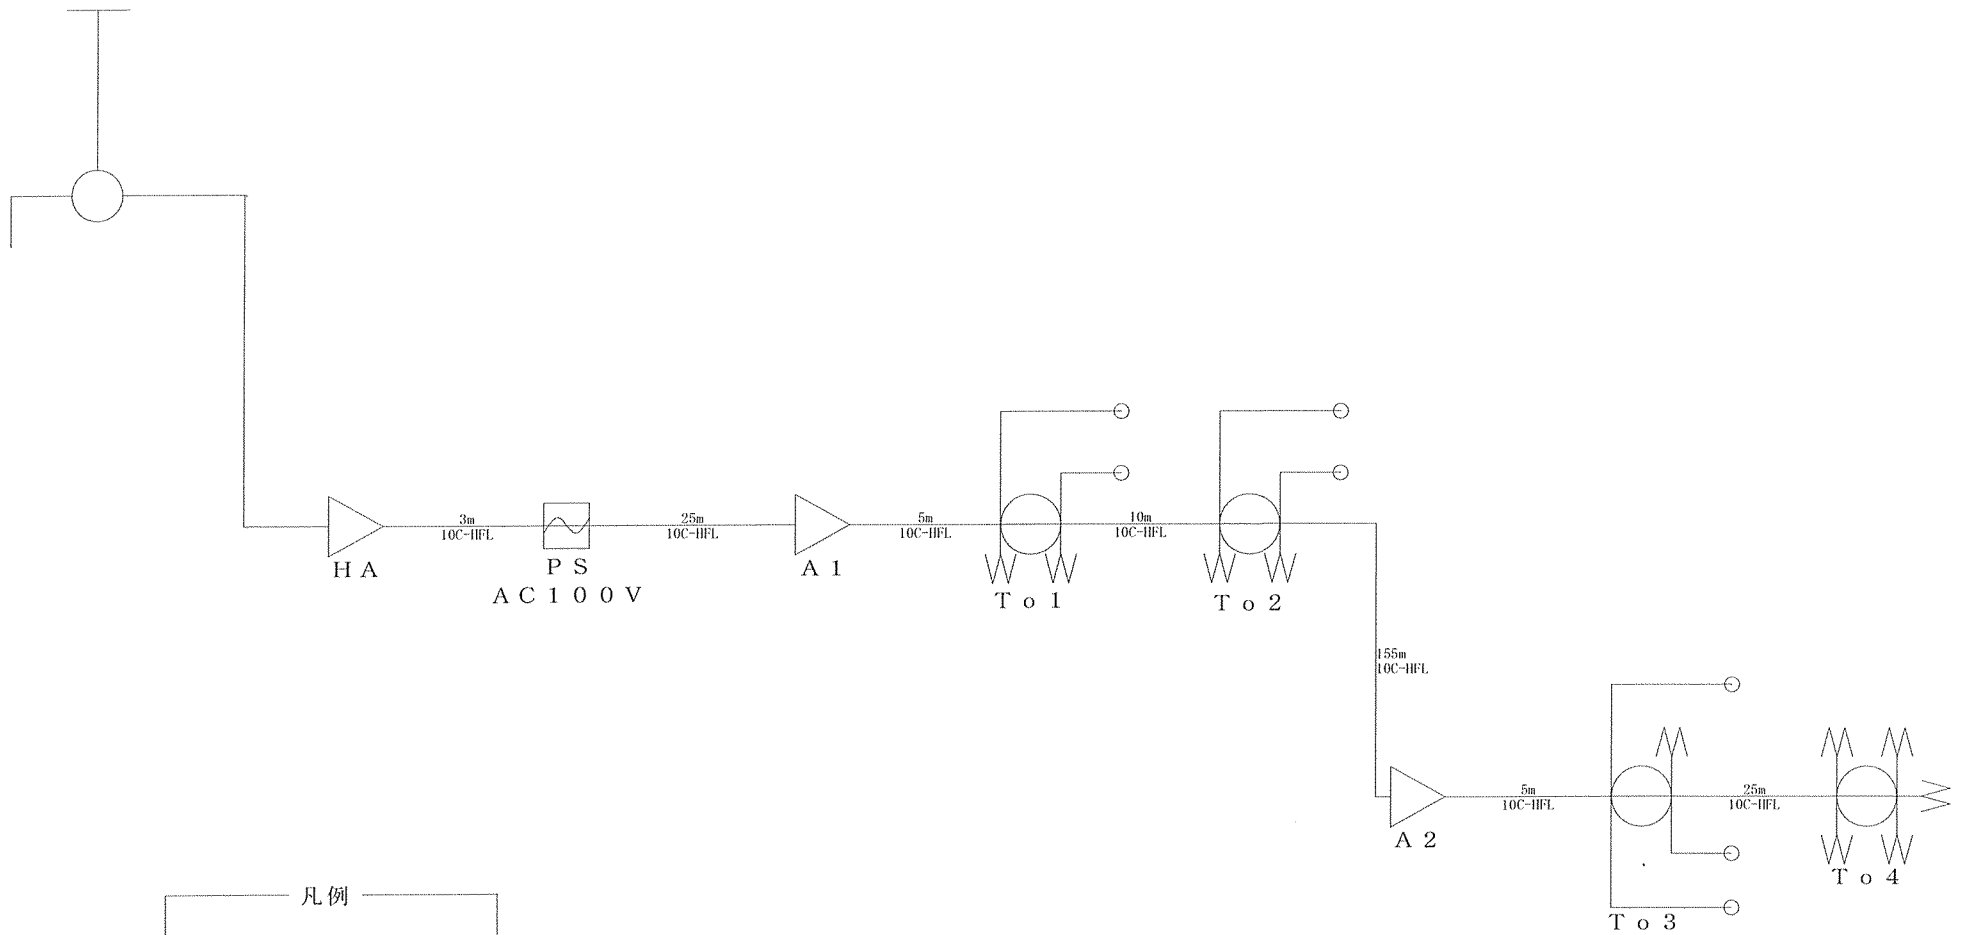 3m
10C-HFL
25m
10C-HFL
5m
10C-HFL
10m
10C-HFL
ＨＡ
ＰＳ
ＡＣ１００Ｖ
Ａ１
Ｔｏ１
Ｔｏ２
155m
10C-HFL
5m
10C-HFL
25m
10C-HFL
Ａ２
Ｔｏ４
凡例
Ｔｏ３